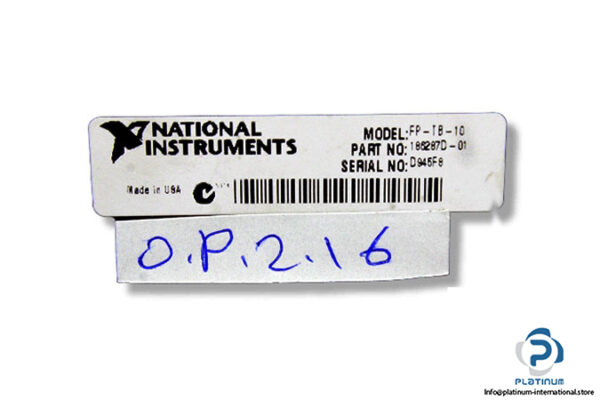 NATIONAL
INSTRUMENTS
MODEL: FP-TB-10
PART NO: 186287D-01
SERIAL NO: D945F8
Made in USA
O.P.2.16
PLATINUM
Info@platinum-international.store